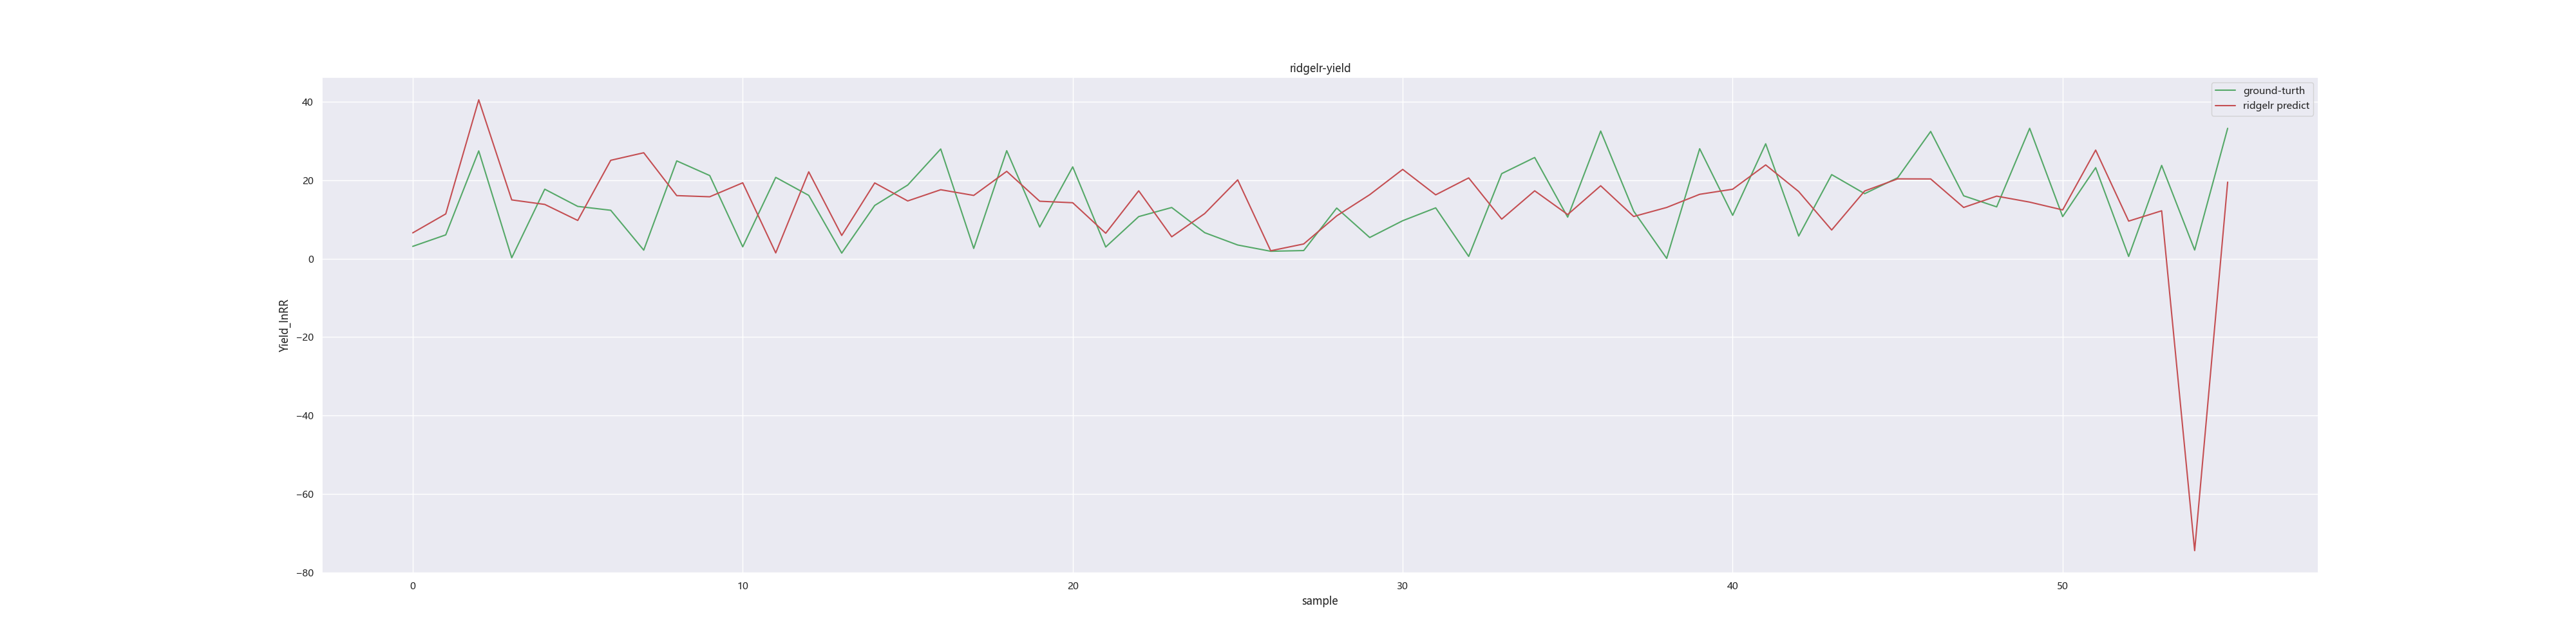 ridgelr-yield
ground-turth
ridgelr predict
40
20
0
−20
−40
−60
−80
Yield_lnRR
0 10 20 30 40 50
sample